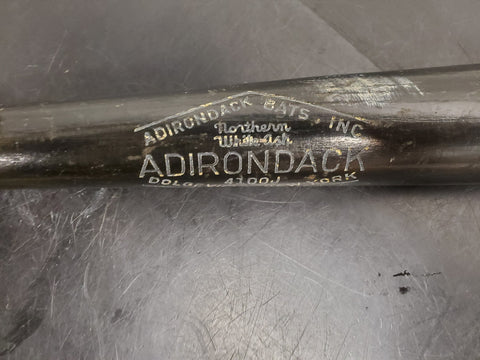 ADIRONDACK BATS, INC
Northern
White Ash
ADIRONDACK
YORK